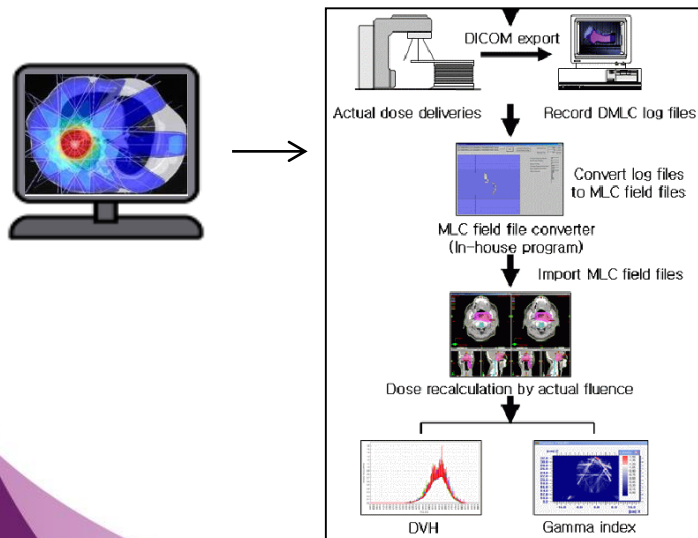 DICOM export
Actual dose deliveries
Record DMLC log files
Convert log files
to MLC field files
MLC field file converter
(In-house program)
Import MLC field files
Dose recalculation by actual fluence
DVH
Gamma index